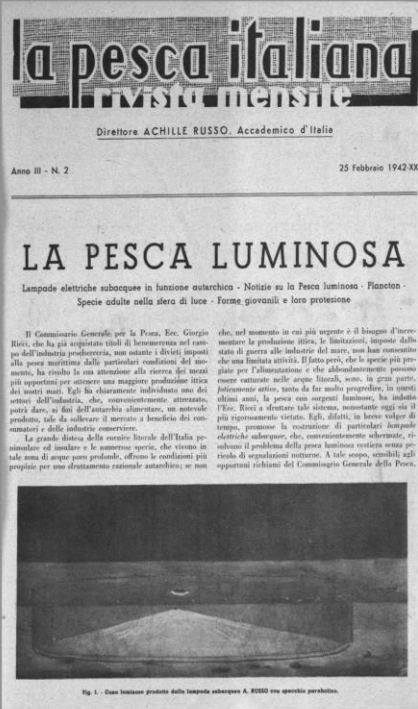 la pesca italiana
rivista mensile
Direttore ACHILLE RUSSO, Accademico d'Italia
Anno III - N. 2
25 Febbraio 1942-XX
LA PESCA LUMINOSA
Lampade elettriche subacquee in funzione autarchica - Notizie su la Pesca luminosa - Plancton -
Specie adulte nella sfera di luce - Forme giovanili e loro protezione
Il Commissario Generale per la Pesca, Ecc. Giorgio
Ricci, che ha già acquistato titoli di benemerenza nel cam-
po dell'industria peschereccia, non ostante i divieti imposti
alla pesca marittima dalle particolari condizioni del mo-
mento, ha rivolto la sua attenzione alla ricerca dei mezzi
più opportuni per ottenere una maggiore produzione ittica
dei nostri mari. Egli ha chiaramente individuato uno dei
settori dell'industria, che, convenientemente attrezzato,
potrà dare, ai fini dell'autarchia alimentare, un notevole
prodotto, tale da sollevare il mercato a beneficio dei con-
sumatori e delle industrie conserviere.
La grande distesa della cornice litorale dell'Italia pe-
ninsulare ed insulare e le numerose specie, che vivono in
tale zona di acque poco profonde, offrono le condizioni più
propizie per uno sfruttamento razionale autarchico; se non
che, nel momento in cui più urgente è il bisogno d'incre-
mentare la produzione ittica, le limitazioni, imposte dallo
stato di guerra alle industrie del mare, non han consentito
che una limitata attività. Il fatto però, che le specie più pre-
giate per l'alimentazione e che abbondantemente possono
essere catturate nelle acque litorali, sono, in gran parte,
fototicamente attive, tanto da far molto progredire, in questi
ultimi anni, la pesca con sorgenti luminose, ha indotto
l'Ecc. Ricci a sfruttare tale sistema, nonostante oggi sia il
più rigorosamente vietato. Egli, difatti, in breve volger di
tempo, promosse la costruzione di particolari lampade
elettriche subacquee, che, convenientemente schermate, ri-
solvono il problema della pesca luminosa costiera senza pe-
ricolo di segnalazioni notturne. A tale scopo, sensibili agli
opportuni richiami del Commissario Generale della Pesca,
Fig. 1. - Cono luminoso prodotto dalla lampada subacquea A. RUSSO con specchio parabolico.